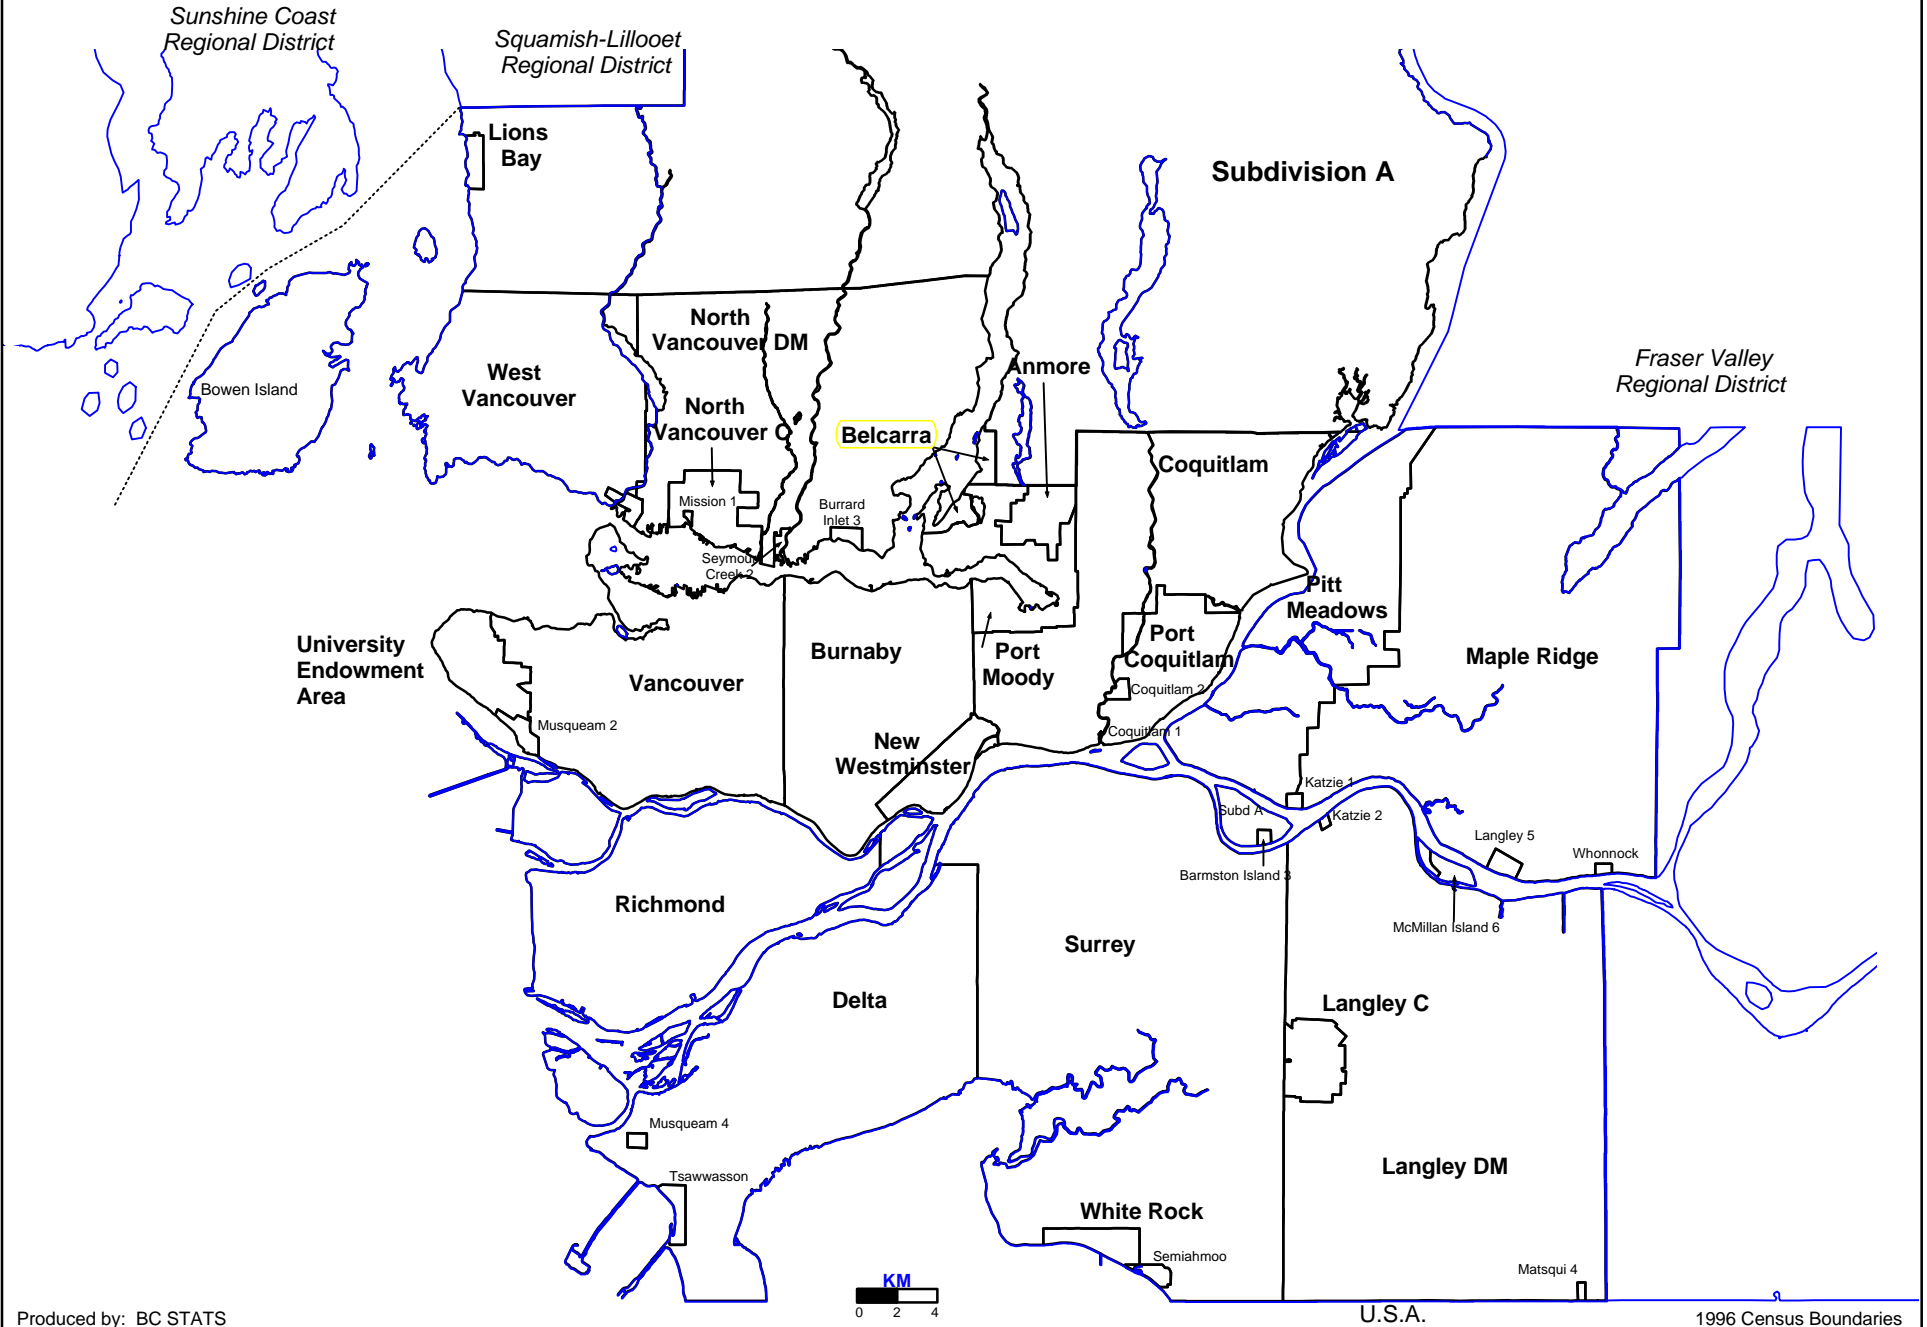 Sunshine Coast
Regional District
Squamish-Lillooet
Regional District
Lions
Bay
Subdivision A
North
Vancouver DM
Fraser Valley
Regional District
Anmore
West
Vancouver
Bowen Island
North
Vancouver C
Belcarra
Coquitlam
Mission 1
Burrard
Inlet 3
Seymour
Creek 2
Pitt
Meadows
University
Endowment
Area
Vancouver
Burnaby
Port
Moody
Port
Coquitlam
Maple Ridge
Coquitlam 2
Musqueam 2
Coquitlam 1
New
Westminster
Katzie 1
Subd A
Katzie 2
Langley 5
Whonnock
Barmston Island 3
McMillan Island 6
Richmond
Surrey
Delta
Langley C
Musqueam 4
Tsawwasson
Langley DM
White Rock
Semiahmoo
Matsqui 4
KM
0 2 4
Produced by: BC STATS
U.S.A.
1996 Census Boundaries